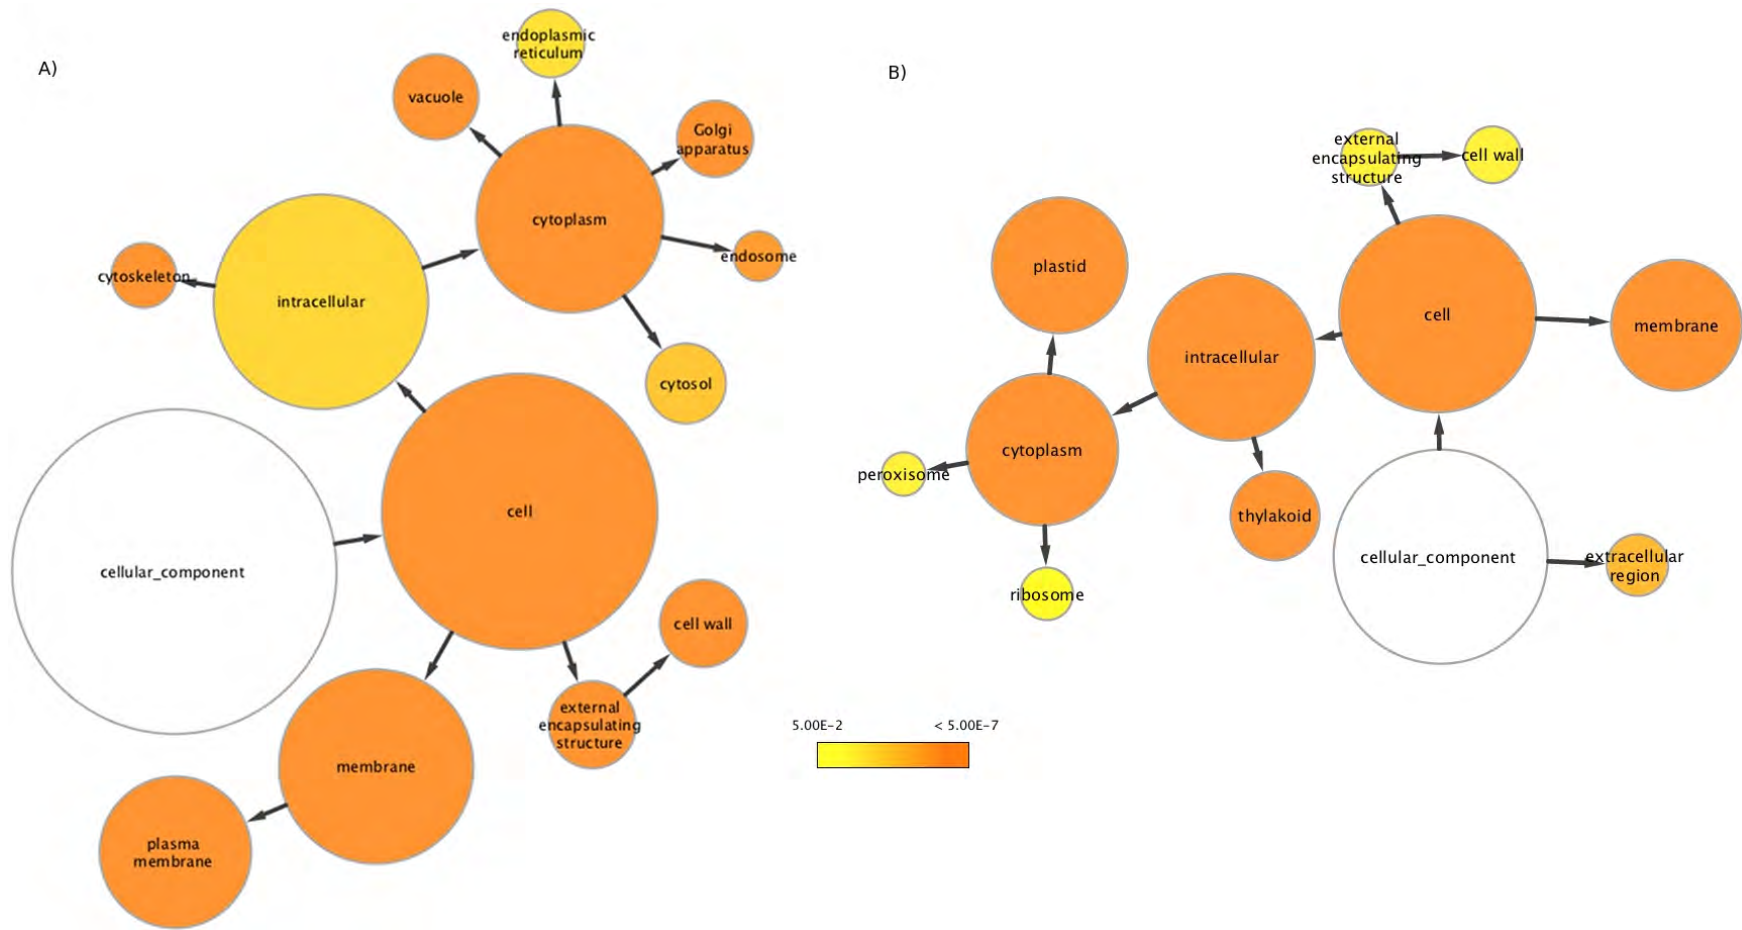 A)
endoplasmic
reticulum
vacuole
Golgi
apparatus
cytoplasm
endosome
cytoskeleton
intracellular
cytosol
cell
cellular_component
cell wall
external
encapsulating
structure
membrane
plasma
membrane
B)
external
encapsulating
structure
cell wall
plastid
cell
membrane
intracellular
cytoplasm
peroxisome
thylakoid
cellular_component
extracellular
region
ribosome
5.00E-2
< 5.00E-7